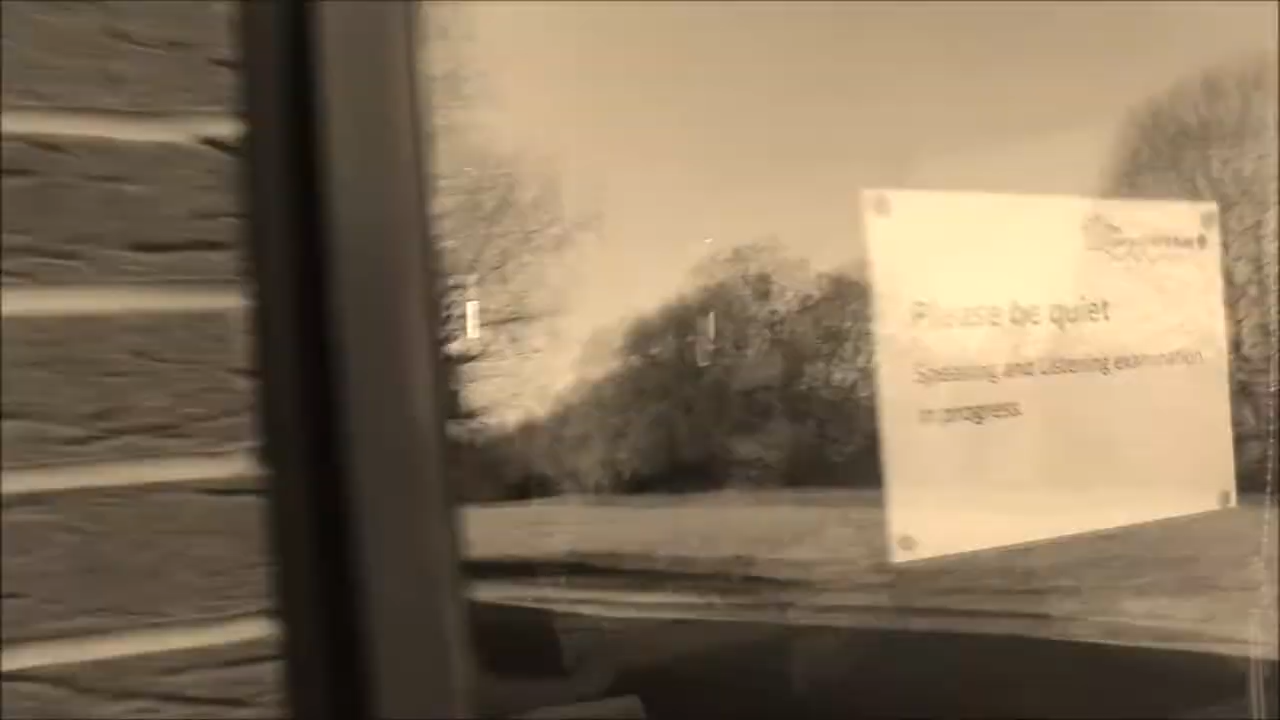 Please be quiet
Speaking and Listening examination
in progress